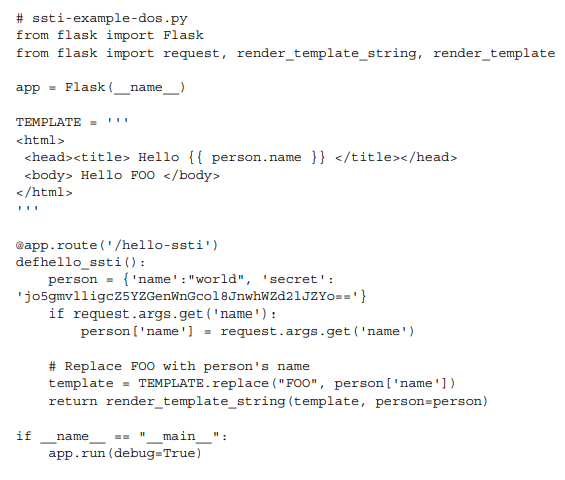 # ssti-example-dos.py
from flask import Flask
from flask import request, render_template_string, render_template

app = Flask(__name__)

TEMPLATE = '''
<html>
 <head><title> Hello {{ person.name }} </title></head>
 <body> Hello FOO </body>
</html>
'''

@app.route('/hello-ssti')
defhello_ssti():
    person = {'name':"world", 'secret':
'jo5gmvlligcZ5YZGenWnGcol8JnwhWZd2lJZYo=='}
    if request.args.get('name'):
        person['name'] = request.args.get('name')

    # Replace FOO with person's name
    template = TEMPLATE.replace("FOO", person['name'])
    return render_template_string(template, person=person)

if __name__ == "__main__":
    app.run(debug=True)